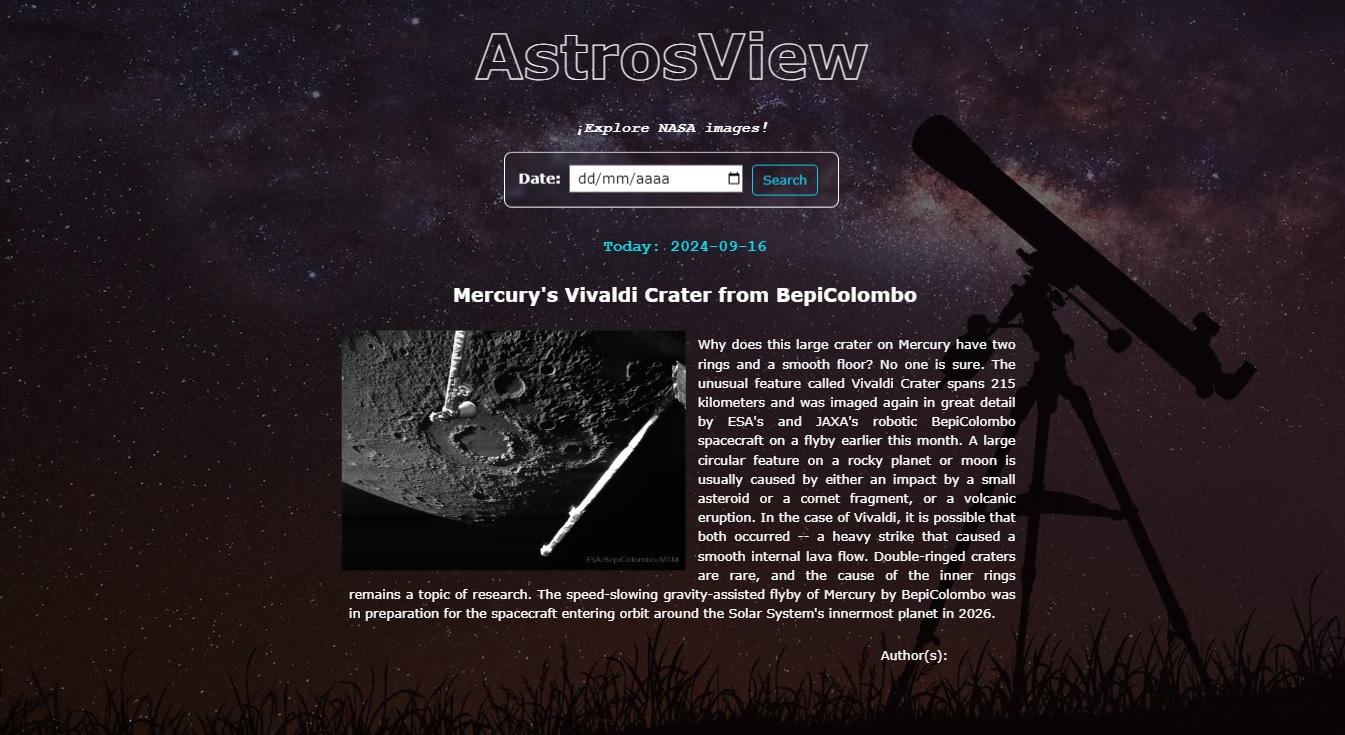 AstrosView
¡Explore NASA images!
Date: dd/mm/aaaa Search
Today: 2024-09-16
Mercury's Vivaldi Crater from BepiColombo
Why does this large crater on Mercury have two
rings and a smooth floor? No one is sure. The
unusual feature called Vivaldi Crater spans 215
kilometers and was imaged again in great detail
by ESA's and JAXA's robotic BepiColombo
spacecraft on a flyby earlier this month. A large
circular feature on a rocky planet or moon is
usually caused by either an impact by a small
asteroid or a comet fragment, or a volcanic
eruption. In the case of Vivaldi, it is possible that
both occurred -- a heavy strike that caused a
smooth internal lava flow. Double-ringed craters
are rare, and the cause of the inner rings
remains a topic of research. The speed-slowing gravity-assisted flyby of Mercury by BepiColombo was
in preparation for the spacecraft entering orbit around the Solar System's innermost planet in 2026.
ESA/BepiColombo/MTM
Author(s):